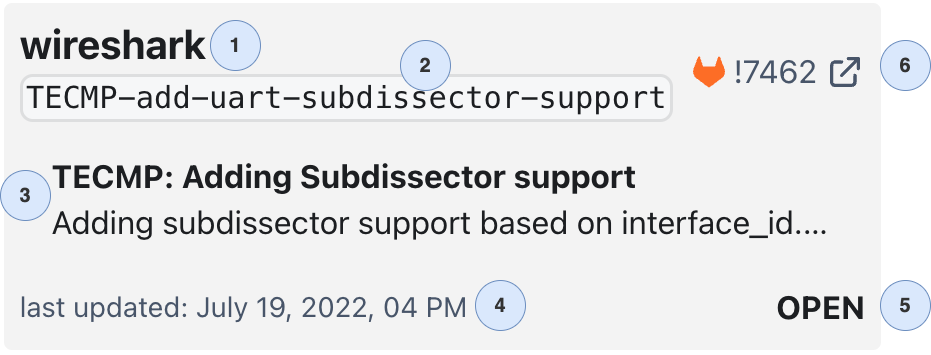 wireshark 1
2
TECMP-add-uart-subdissector-support
!7462 6
3 TECMP: Adding Subdissector support
Adding subdissector support based on interface_id....
last updated: July 19, 2022, 04 PM 4
OPEN 5